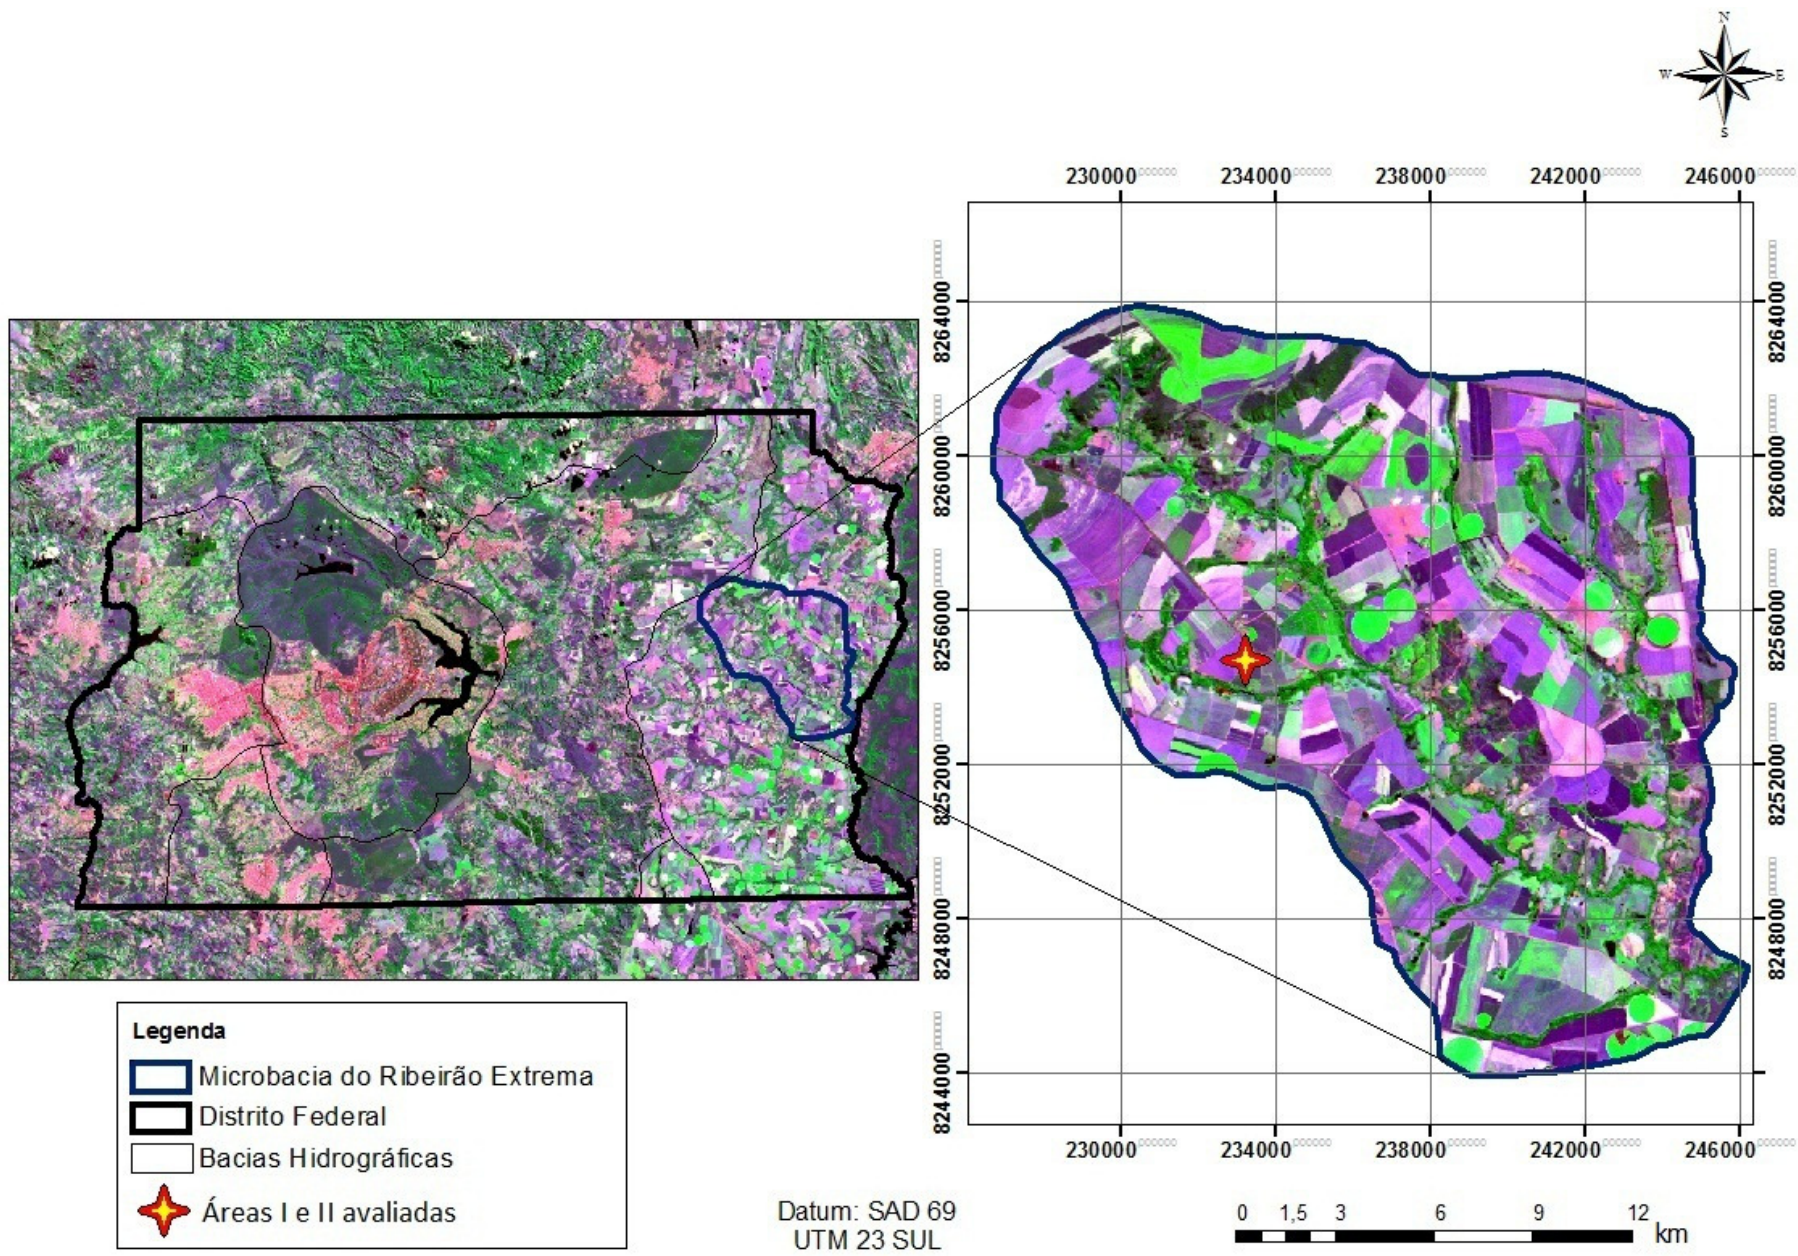 N
W E
S
230000 234000 238000 242000 246000
8264000 8264000
8260000 8260000
8256000 8256000
8252000 8252000
8248000 8248000
8244000 8244000
230000 234000 238000 242000 246000
Legenda
Microbacia do Ribeirão Extrema
Distrito Federal
Bacias Hidrográficas
Áreas I e II avaliadas
Datum: SAD 69
UTM 23 SUL
0 1,5 3 6 9 12
km